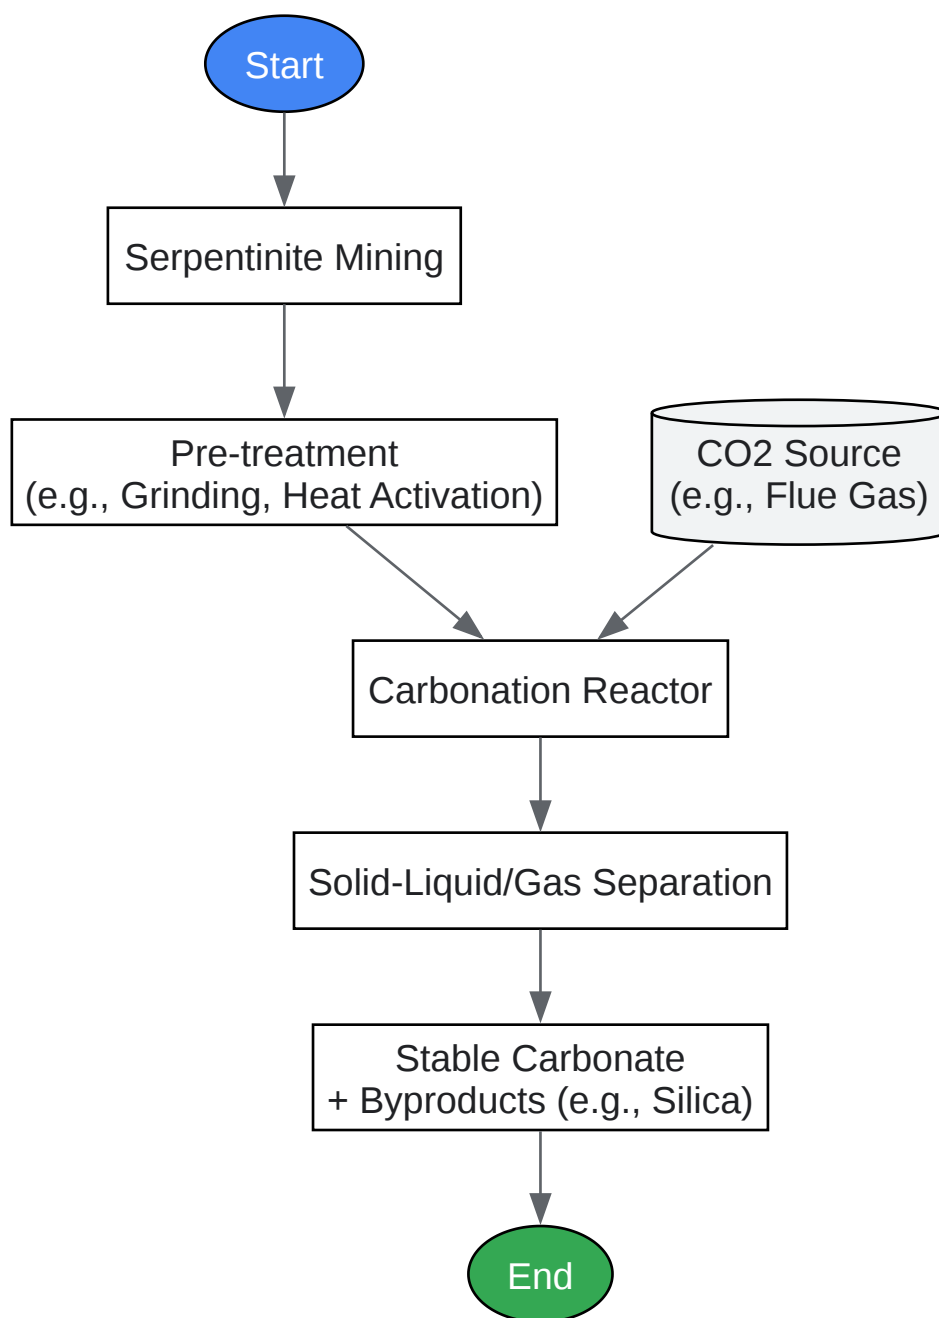 Start
Serpentinite Mining
Pre-treatment
(e.g., Grinding, Heat Activation)
CO2 Source
(e.g., Flue Gas)
Carbonation Reactor
Solid-Liquid/Gas Separation
Stable Carbonate
+ Byproducts (e.g., Silica)
End